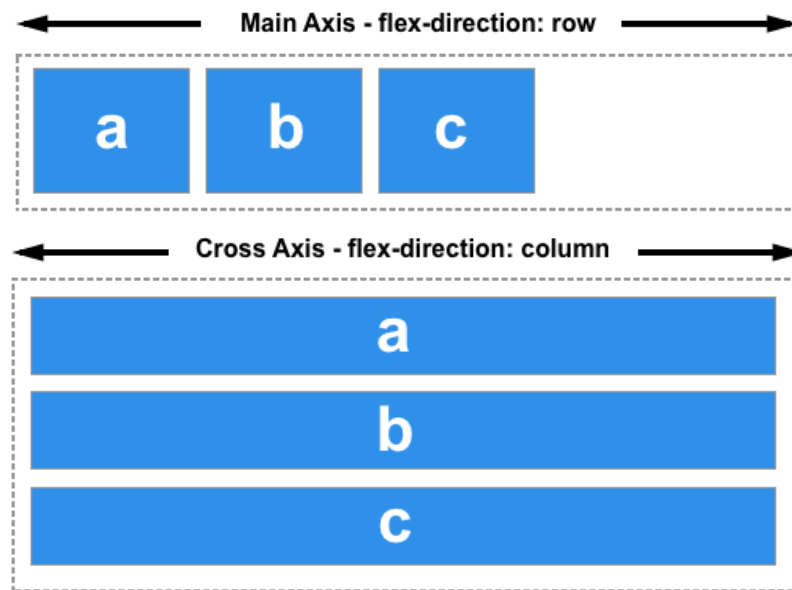 Main Axis - flex-direction: row
a b c
Cross Axis - flex-direction: column
a
b
c